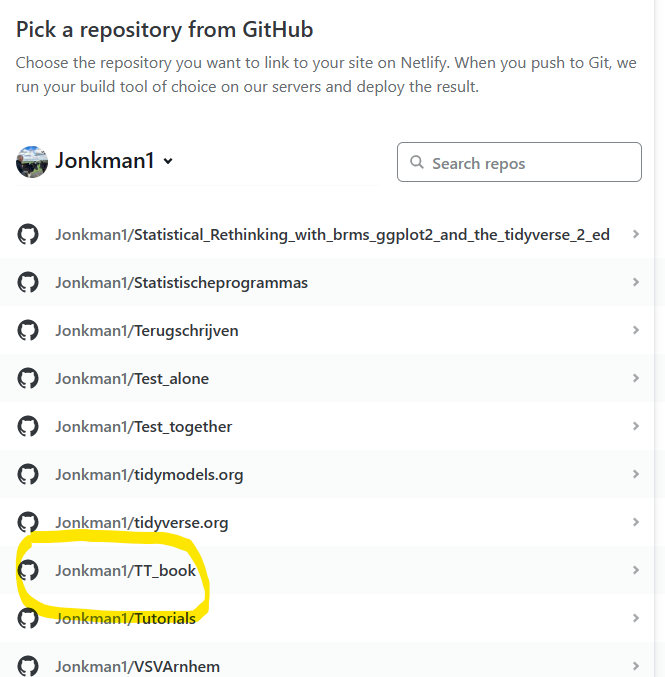 Pick a repository from GitHub
Choose the repository you want to link to your site on Netlify. When you push to Git, we
run your build tool of choice on our servers and deploy the result.
Jonkman1
Search repos
Jonkman1/Statistical_Rethinking_with_brms_ggplot2_and_the_tidyverse_2_ed
Jonkman1/Statistischeprogrammas
Jonkman1/Terugschrijven
Jonkman1/Test_alone
Jonkman1/Test_together
Jonkman1/tidymodels.org
Jonkman1/tidyverse.org
Jonkman1/TT_book
Jonkman1/Tutorials
Jonkman1/VSVArnhem